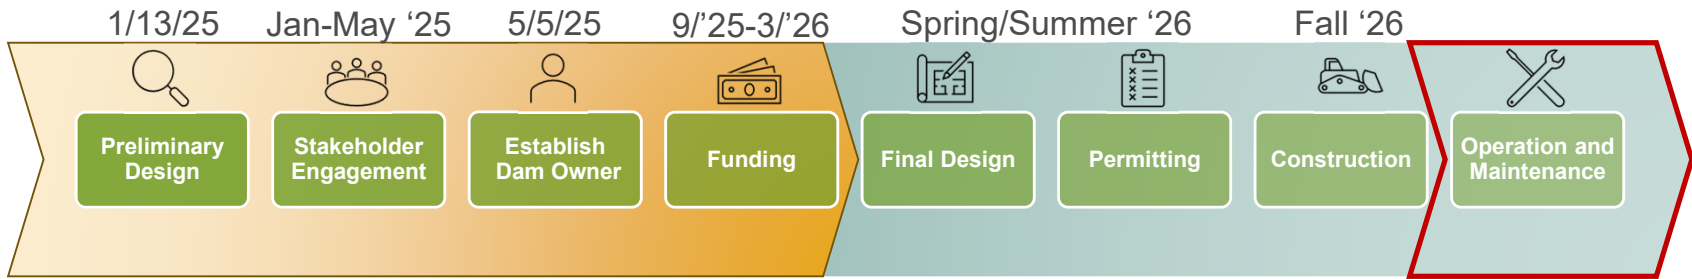 1/13/25
Jan-May ‘25
5/5/25
9/’25-3/’26
Spring/Summer ‘26
Fall ‘26
Preliminary
Design
Stakeholder
Engagement
Establish
Dam Owner
Funding
Final Design
Permitting
Construction
Operation and
Maintenance